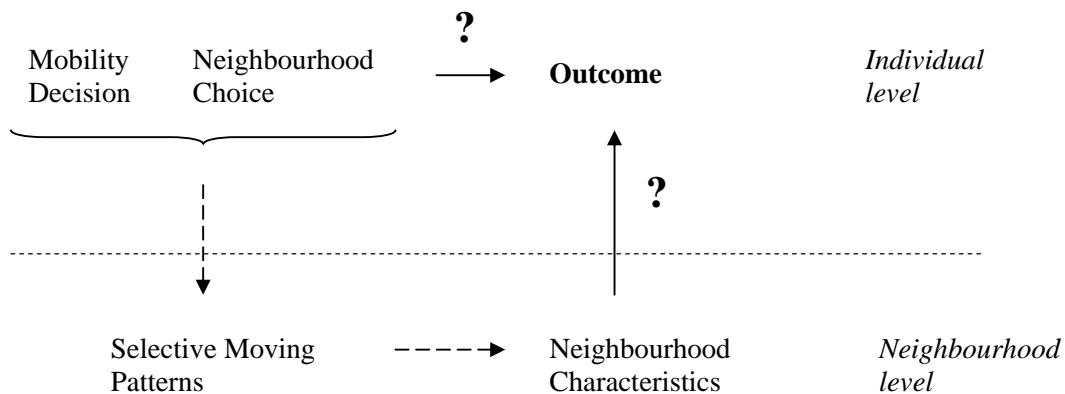 ?
Mobility Decision
Neighbourhood Choice
Outcome
Individual level
?
Selective Moving Patterns
Neighbourhood Characteristics
Neighbourhood level